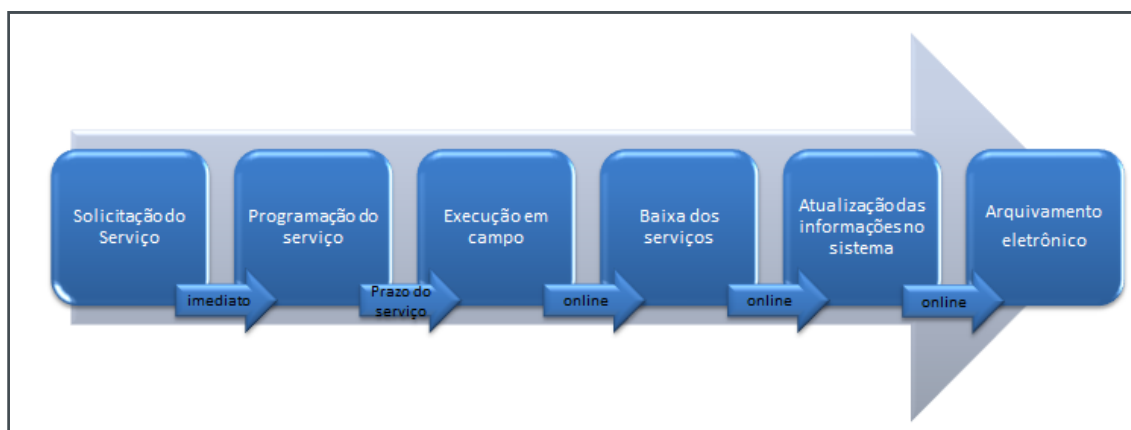 Solicitação do
Serviço
imediato
Programação do
serviço
Prazo do
serviço
Execução em
campo
online
Baixa dos
serviços
online
Atualização das
informações no
sistema
online
Arquivamento
eletrônico